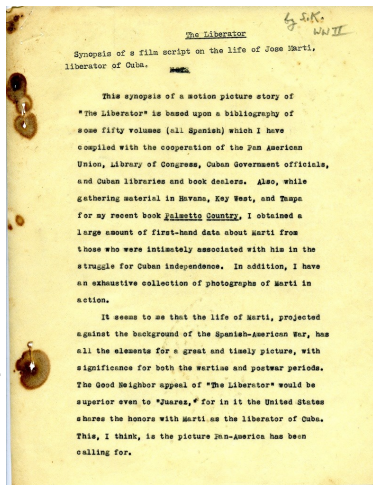 The Liberator
by S.K.
WW II
Synopsis of s film script on the life of Jose Marti,
liberator of Cuba.
This synopsis of a motion picture story of
"The Liberator" is based upon a bibliography of
some fifty volumes (all Spanish) which I have
compiled with the cooperation of the Pan American
Union, Library of Congress, Cuban Government officials,
and Cuban libraries and book dealers. Also, while
gathering material in Havana, Key West, and Tampa
for my recent book Palmetto Country, I obtained a
large amount of first-hand data about Marti from
those who were intimately associated with him in the
struggle for Cuban independence. In addition, I have
an exhaustive collection of photographs of Marti in
action.
It seems to me that the life of Marti, projected
against the background of the Spanish-American War, has
all the elements for a great and timely picture, with
significance for both the wartime and postwar periods.
The Good Neighbor appeal of "The Liberator" would be
superior even to "Juarez," for in it the United States
shares the honors with Marti as the liberator of Cuba.
This, I think, is the picture Pan-America has been
calling for.